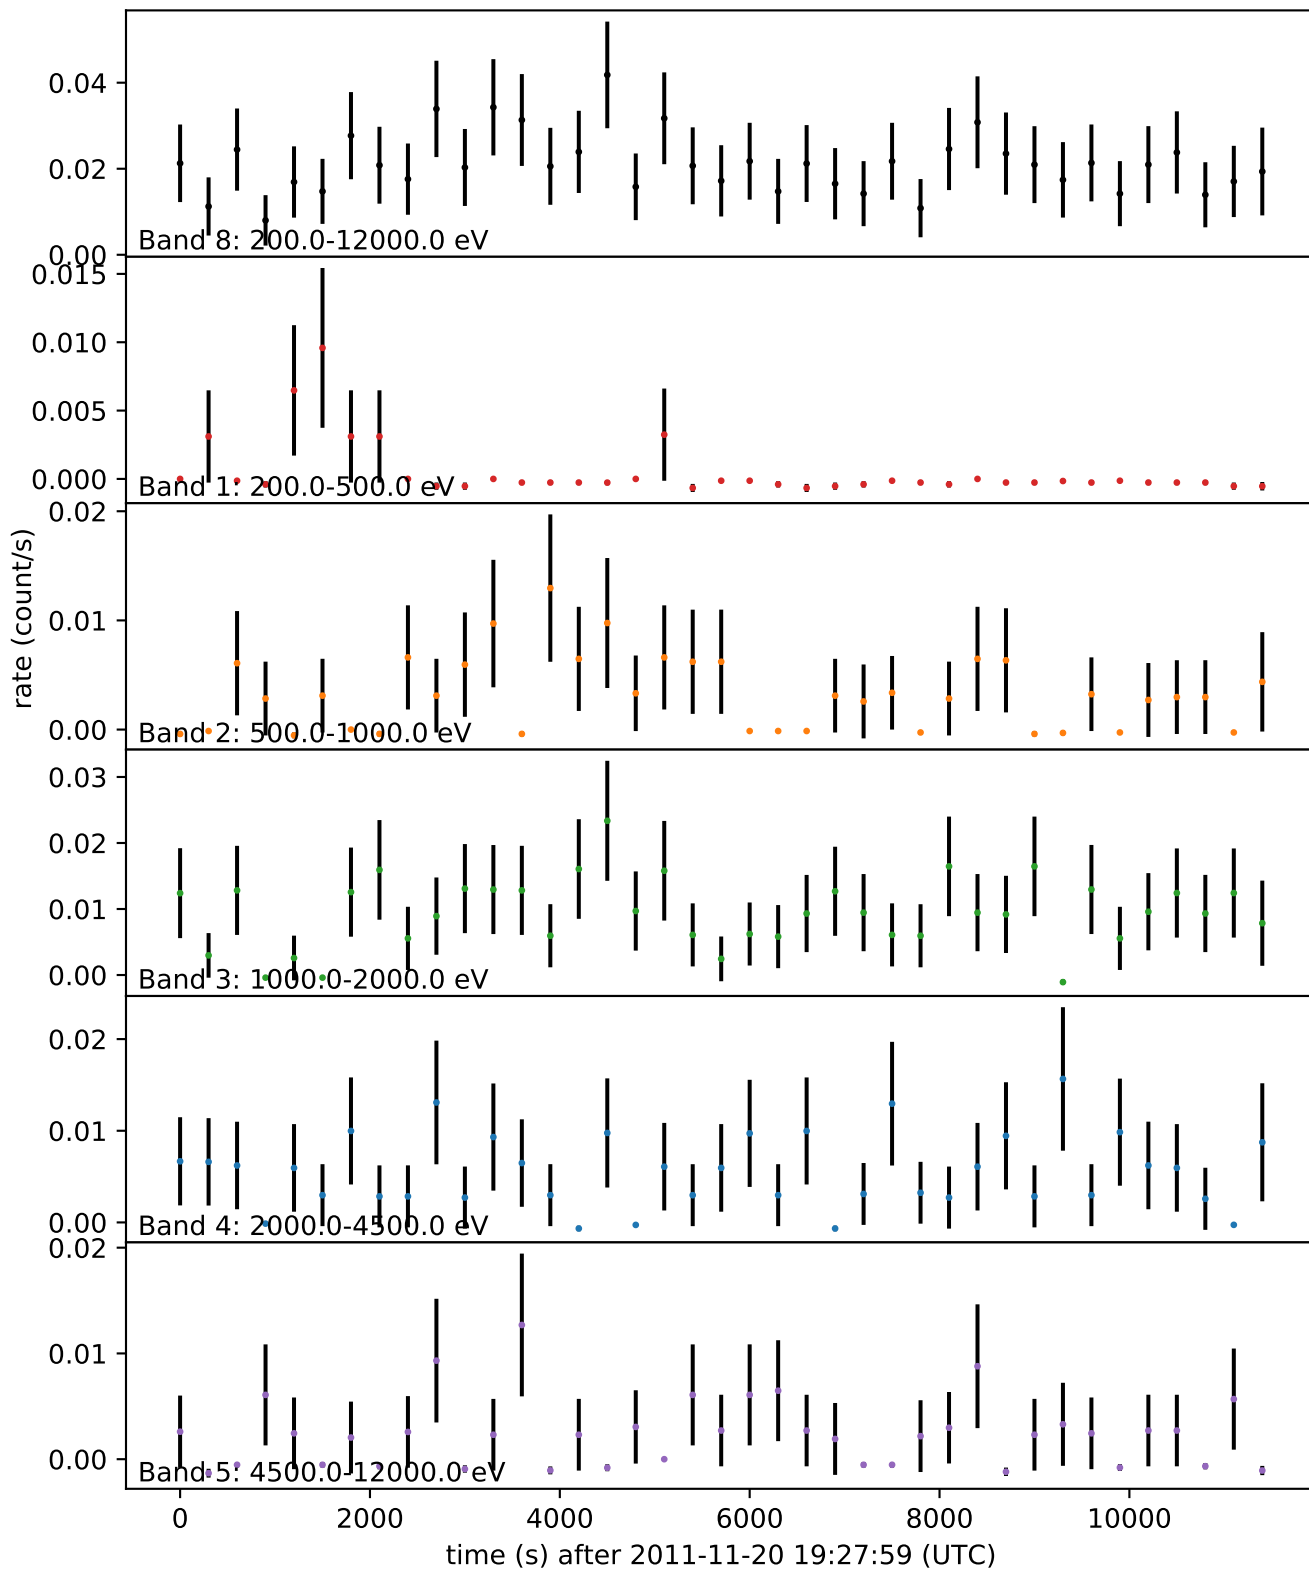 0.04
0.02
0.00
Band 8: 200.0-12000.0 eV
0.015
0.010
0.005
0.000
Band 1: 200.0-500.0 eV
0.02
0.01
0.00
Band 2: 500.0-1000.0 eV
rate (count/s)
0.03
0.02
0.01
0.00
Band 3: 1000.0-2000.0 eV
0.02
0.01
0.00
Band 4: 2000.0-4500.0 eV
0.02
0.01
0.00
Band 5: 4500.0-12000.0 eV
0 2000 4000 6000 8000 10000
time (s) after 2011-11-20 19:27:59 (UTC)